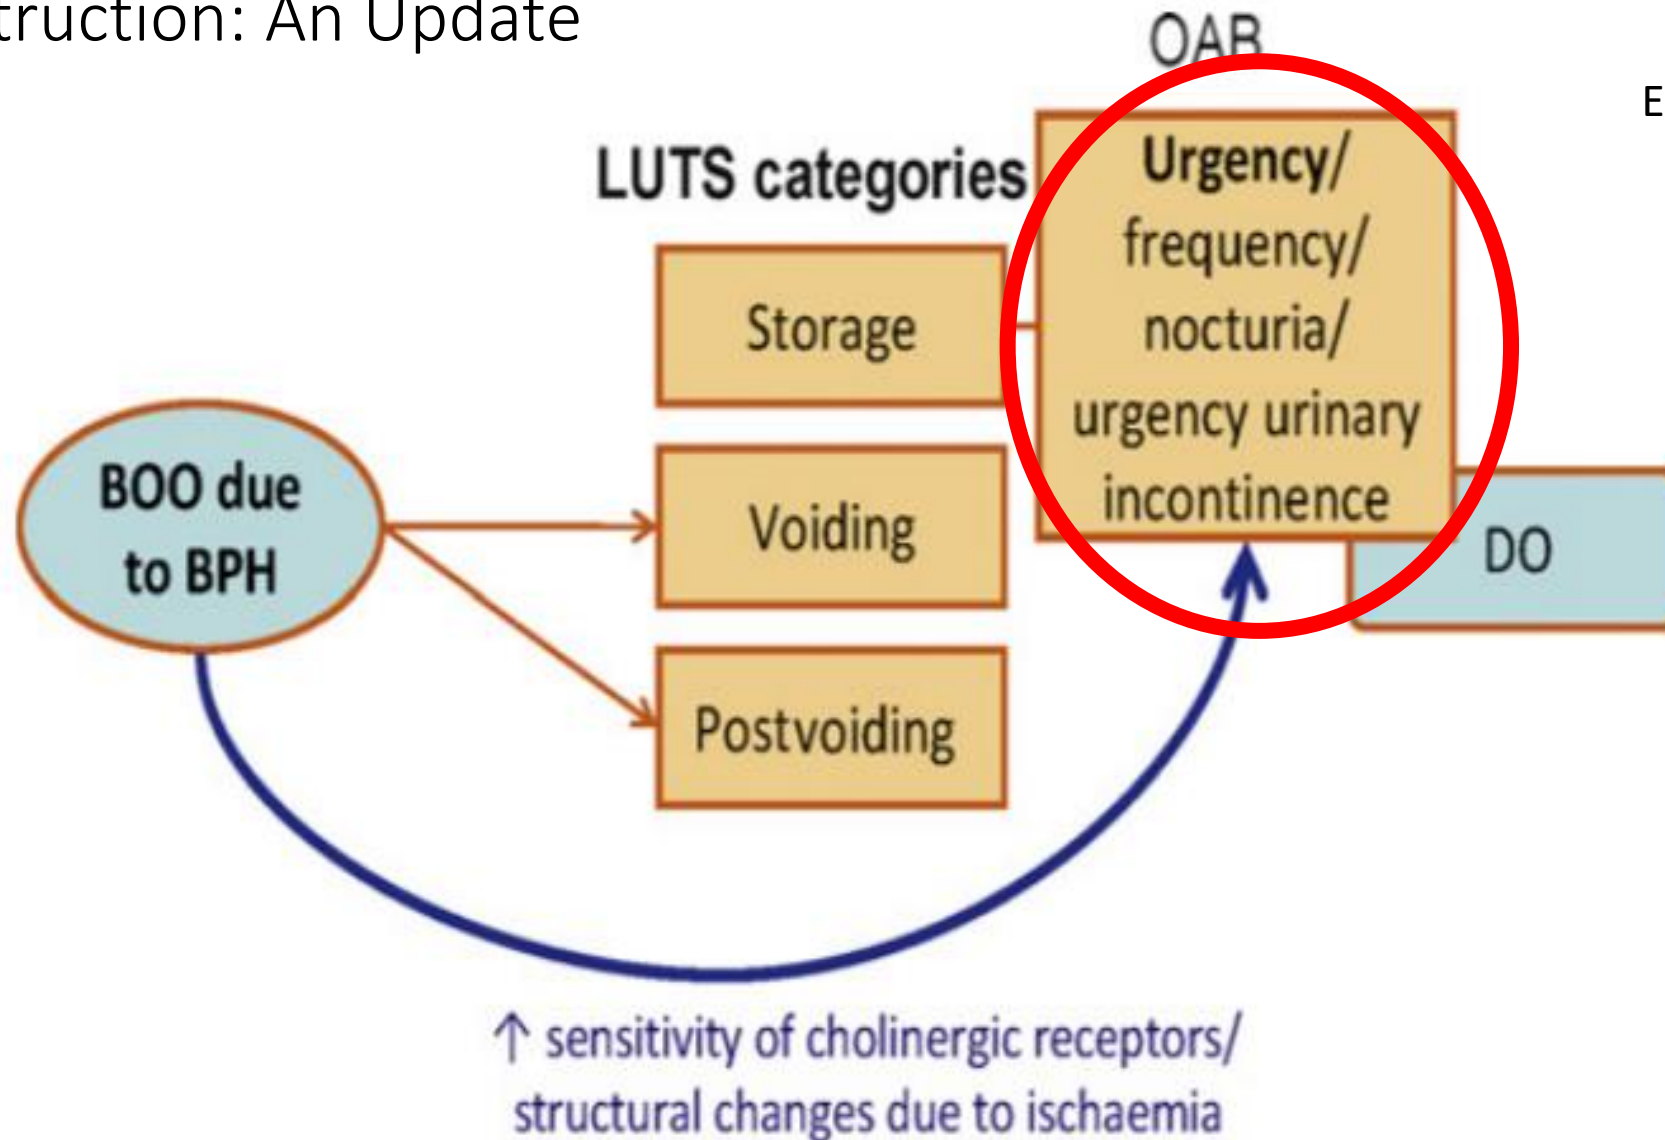 truction: An Update
OAB
E
LUTS categories
Urgency/
frequency/
nocturia/
urgency urinary
incontinence
Storage
BOO due
to BPH
Voiding
DO
Postvoiding
↑ sensitivity of cholinergic receptors/
structural changes due to ischaemia